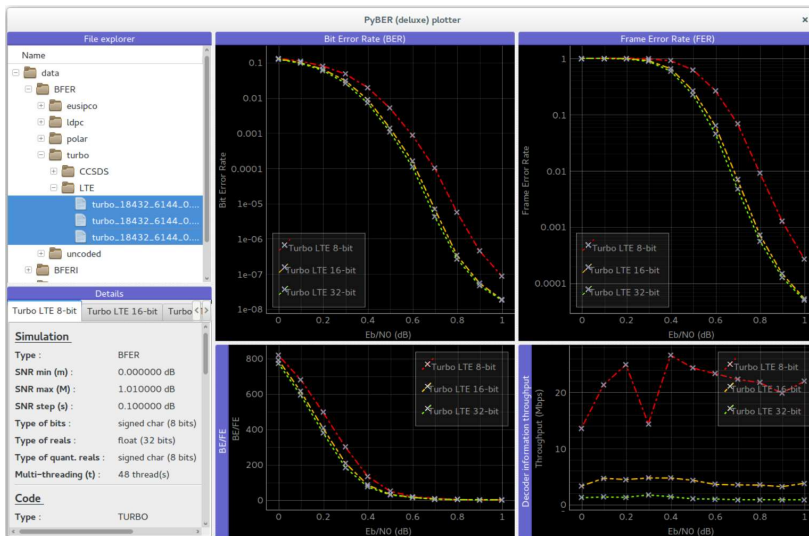 PyBER (deluxe) plotter
File explorer
Name
data
BFER
eusipco
ldpc
polar
turbo
CCSDS
LTE
turbo_18432_6144_0....
turbo_18432_6144_0....
turbo_18432_6144_0....
uncoded
BFERI
Details
Turbo LTE 8-bit
Turbo LTE 16-bit
Turbo
Simulation
Type : BFER
SNR min (m) : 0.000000 dB
SNR max (M) : 1.010000 dB
SNR step (s) : 0.100000 dB
Type of bits : signed char (8 bits)
Type of reals : float (32 bits)
Type of quant. reals : signed char (8 bits)
Multi-threading (t) : 48 thread(s)
Code
Type : TURBO
Bit Error Rate (BER)
Bit Error Rate
0.1
0.01
0.001
0.0001
1e-05
1e-06
1e-07
1e-08
Turbo LTE 8-bit
Turbo LTE 16-bit
Turbo LTE 32-bit
0 0.2 0.4 0.6 0.8 1
Eb/N0 (dB)
Frame Error Rate (FER)
Frame Error Rate
1
0.1
0.01
0.001
0.0001
Turbo LTE 8-bit
Turbo LTE 16-bit
Turbo LTE 32-bit
0 0.2 0.4 0.6 0.8 1
Eb/N0 (dB)
BE/FE
BE/FE
800
600
400
200
0
Turbo LTE 8-bit
Turbo LTE 16-bit
Turbo LTE 32-bit
0 0.2 0.4 0.6 0.8 1
Eb/N0 (dB)
Decoder information throughput
Throughput (Mbps)
20
10
0
Turbo LTE 8-bit
Turbo LTE 16-bit
Turbo LTE 32-bit
0 0.2 0.4 0.6 0.8 1
Eb/N0 (dB)